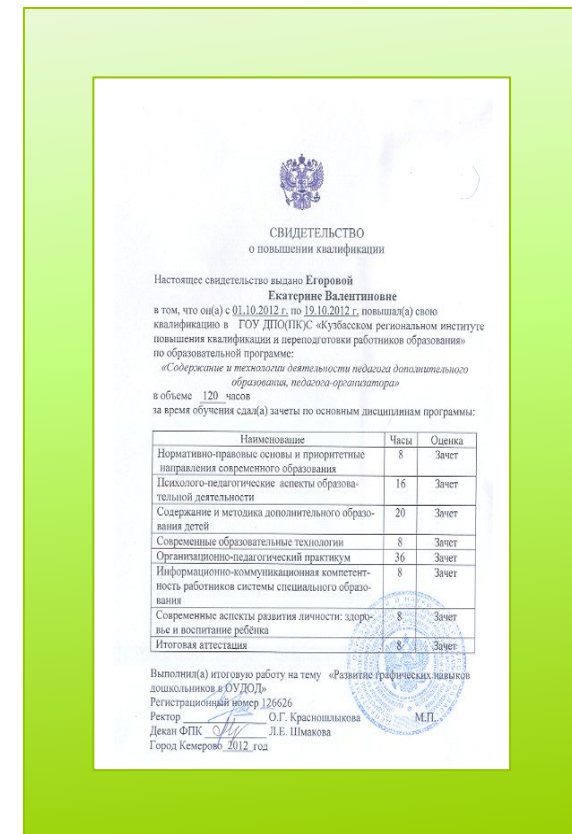 СВИДЕТЕЛЬСТВО
о повышении квалификации
Настоящее свидетельство выдано Егоровой
Екатерине Валентиновне
в том, что он(а) с 01.10.2012 г. по 19.10.2012 г. повышал(а) свою
квалификацию в ГОУ ДПО(ПК)С «Кузбасском региональном институте
повышения квалификации и переподготовки работников образования»
по образовательной программе:
«Содержание и технологии деятельности педагога дополнительного
образования, педагога-организатора»
в объеме 120 часов
за время обучения сдал(а) зачеты по основным дисциплинам программы:
Наименование Часы Оценка
Нормативно-правовые основы и приоритетные 8 Зачет
направления современного образования
Психолого-педагогические аспекты образова- 16 Зачет
тельной деятельности
Содержание и методика дополнительного образо- 20 Зачет
вания детей
Современные образовательные технологии 8 Зачет
Организационно-педагогический практикум 36 Зачет
Информационно-коммуникационная компетент- 8 Зачет
ность работников системы специального образо-
вания
Современные аспекты развития личности: здоро- 8 Зачет
вье и воспитание ребёнка
Итоговая аттестация 8 Зачет
Выполнил(а) итоговую работу на тему «Развитие графических навыков
дошкольников в ОУДОД»
Регистрационный номер 126626
Ректор О.Г. Красношлыкова М.П.
Декан ФПК Л.Е. Шмакова
Город Кемерово 2012 год